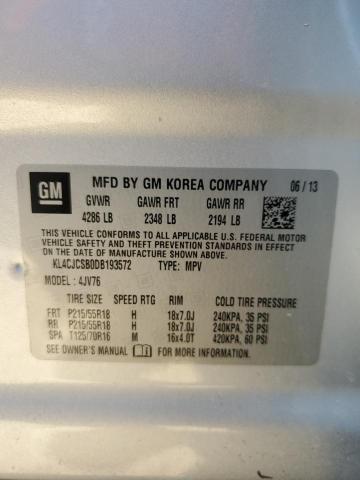 GM MFD BY GM KOREA COMPANY 06 / 13
GVWR GAWR FRT GAWR RR
4286 LB 2348 LB 2194 LB
THIS VEHICLE CONFORMS TO ALL APPLICABLE U.S. FEDERAL MOTOR
VEHICLE SAFETY, BUMPER, AND THEFT PREVENTION STANDARDS
IN EFFECT ON THE DATE OF MANUFACTURE SHOWN ABOVE.
KL4CJCSB0DB193572 TYPE: MPV
MODEL : 4JV76
TIRE SIZE SPEED RTG RIM COLD TIRE PRESSURE
FRT P215/55R18 H 18x7.0J 240KPA, 35 PSI
RR P215/55R18 H 18x7.0J 240KPA, 35 PSI
SPA T125/70R16 M 16x4.0T 420KPA, 60 PSI
SEE OWNER'S MANUAL FOR ADDITIONAL INFORMATION